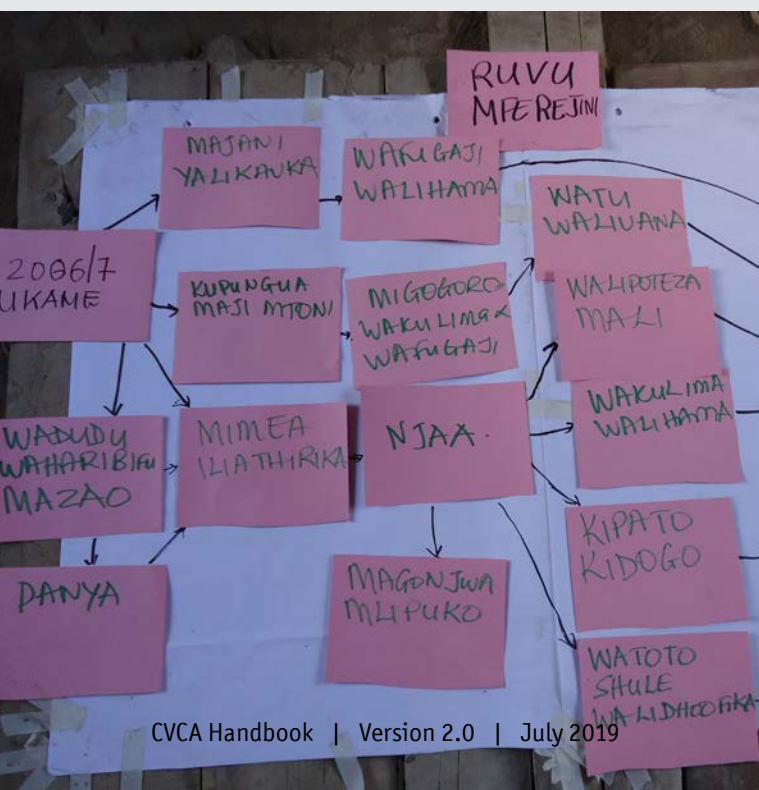 RUVU
MFEREJINI
MAJANI
YALIKAUKA
WAFUGAJI
WALIHAMA
WATU
WALIUANA
2006/7
UKAME
KUPUNGUA
MAJI MTONI
MIGOGORO
WAKULIMA &
WAFUGAJI
WALIPOTEZA
MALI
WADUDU
WAHARIBIFU
MAZAO
MIMEA
ILIATHIRIKA
NJAA.
WAKULIMA
WALIHAMA
PANYA
MAGONJWA
MLIPUKO
KIPATO
KIDOGO
WATOTO
SHULE
WALIDHOOFIKA
CVCA Handbook | Version 2.0 | July 2019